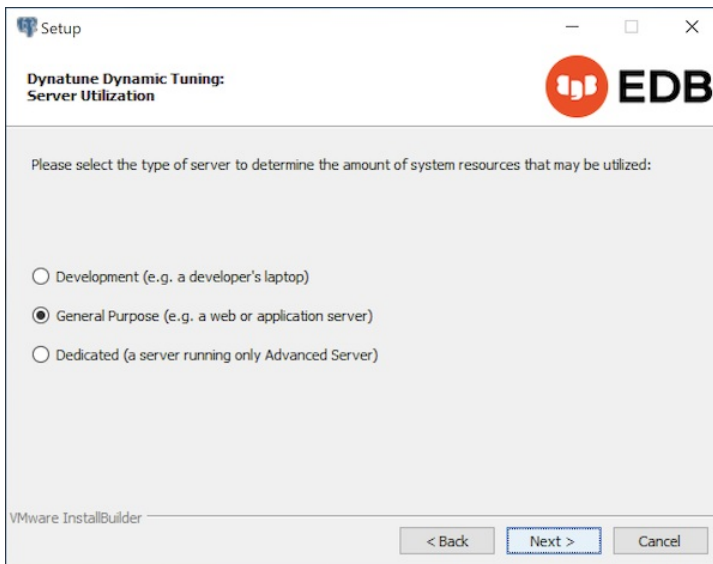 Setup
Dynatune Dynamic Tuning:
Server Utilization
EDB
Please select the type of server to determine the amount of system resources that may be utilized:
Development (e.g. a developer's laptop)
General Purpose (e.g. a web or application server)
Dedicated (a server running only Advanced Server)
VMware InstallBuilder
< Back
Next >
Cancel